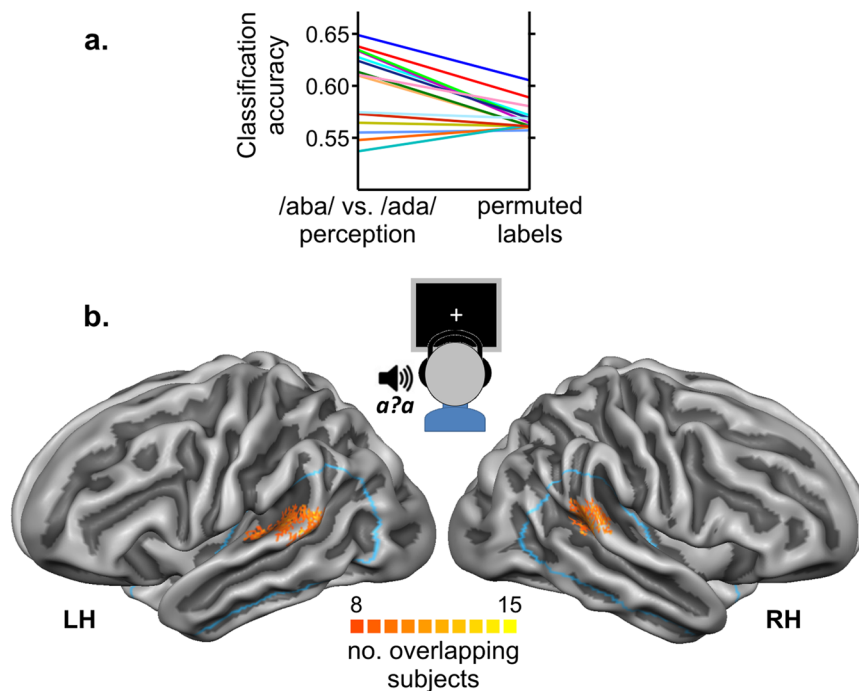 a.
Classification
accuracy
0.65
0.60
0.55
/aba/ vs. /ada/
perception
permuted
labels
b.
+
a?a
LH
RH
8
15
no. overlapping
subjects